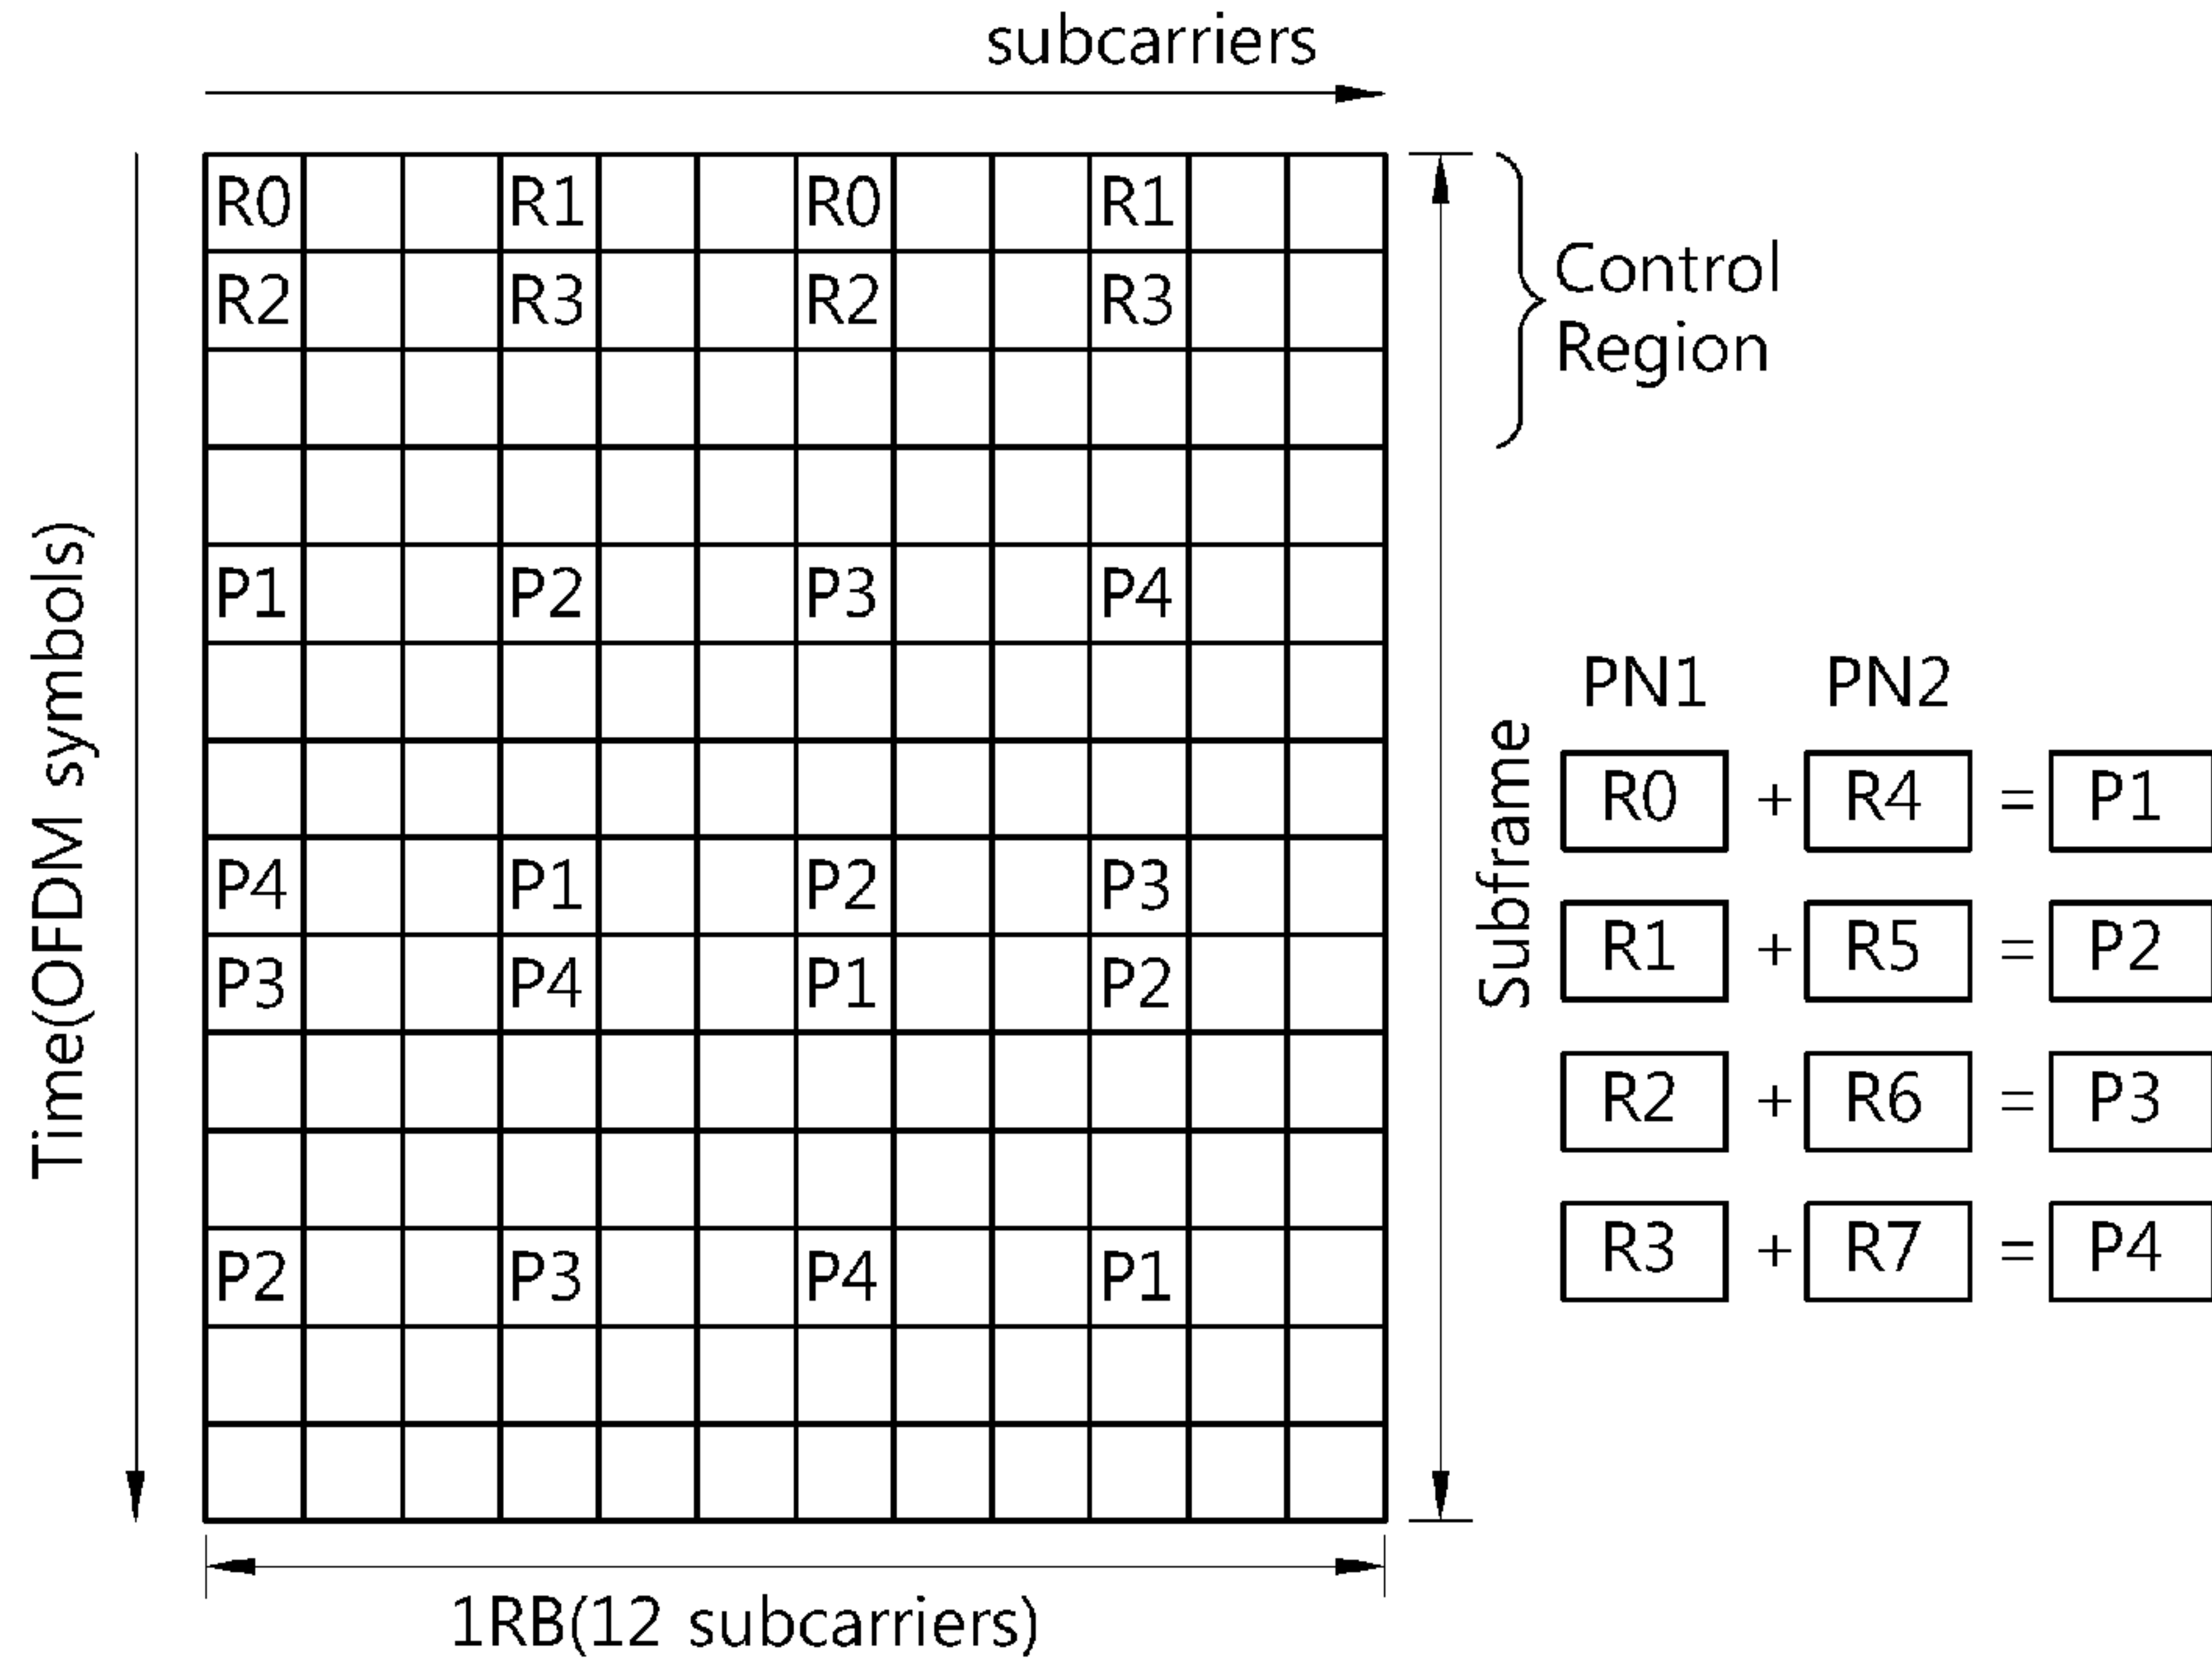 subcarriers
R0 R1 R0 R1
R2 R3 R2 R3
Control
Region
P1 P2 P3 P4
P4 P1 P2 P3
P3 P4 P1 P2
P2 P3 P4 P1
Time(OFDM symbols)
Subframe
PN1 PN2
R0 + R4 = P1
R1 + R5 = P2
R2 + R6 = P3
R3 + R7 = P4
1RB(12 subcarriers)